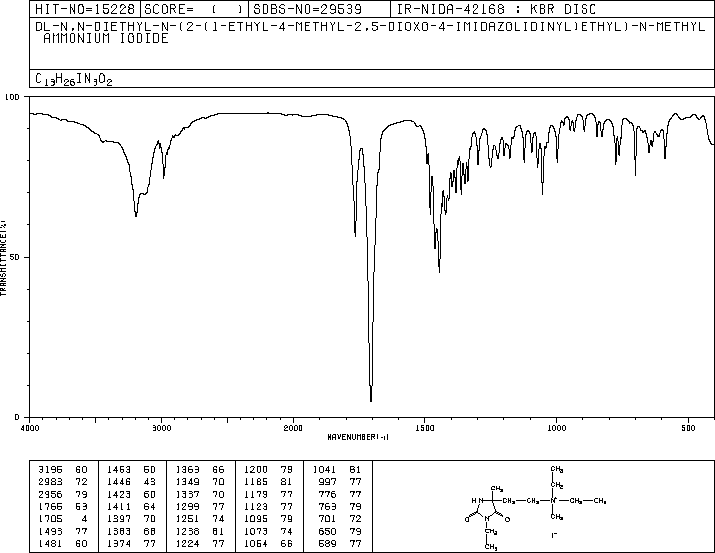 HIT-NO=15228 SCORE= ( ) SDBS-NO=29539 IR-NIDA-42168 : KBR DISC
DL-N,N-DIETHYL-N-(2-(1-ETHYL-4-METHYL-2,5-DIOXO-4-IMIDAZOLIDINYL)ETHYL)-N-METHYL
AMMONIUM IODIDE
C13H26IN3O2
100
50
0
TRANSMITTANCE(%)
4000 3000 2000 1500 1000 500
WAVENUMBER(-1)
3195 60 1463 50 1363 66 1200 79 1041 81
2983 72 1446 43 1349 70 1185 81 997 77
2956 79 1423 60 1337 70 1179 77 776 77
1766 53 1411 64 1299 77 1123 77 763 79
1705 4 1397 70 1251 74 1095 79 701 72
1493 77 1383 68 1238 81 1073 74 650 79
1481 60 1374 77 1224 77 1054 66 589 77
CH3
CH2
CH3
HN C CH2 CH2 N+ CH2 CH3
O N O CH3
CH2
CH3
I-